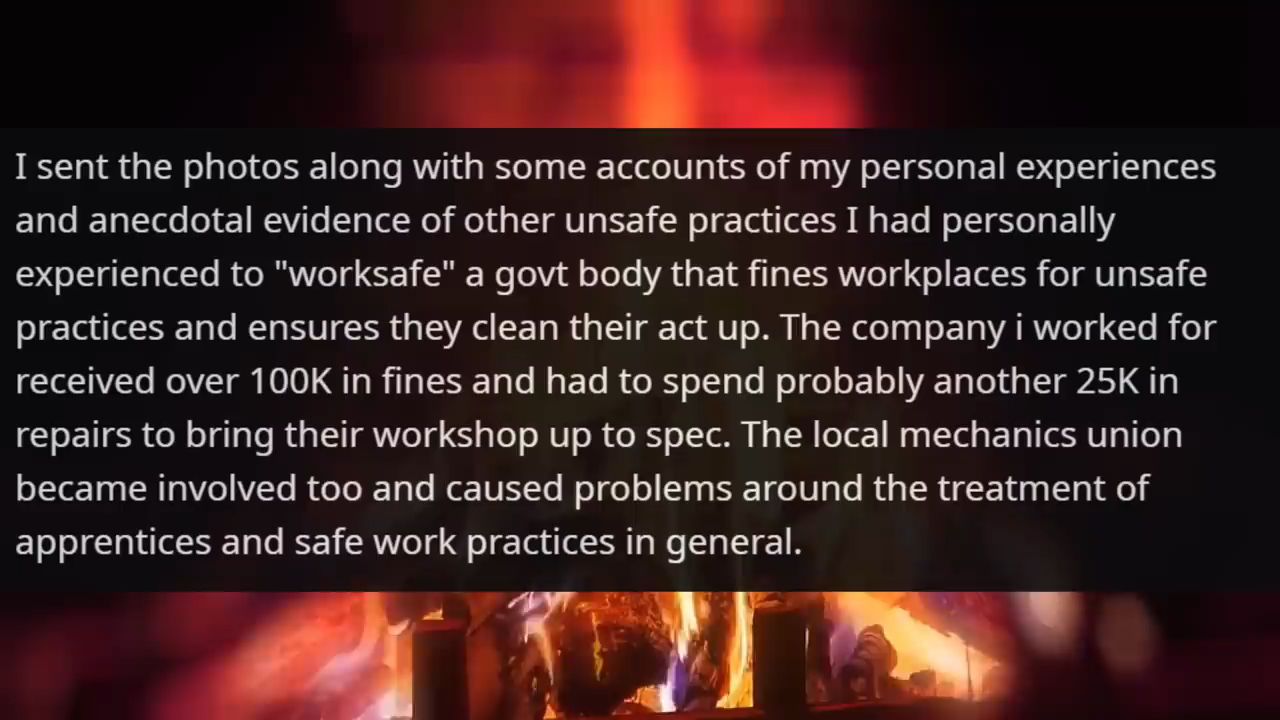 I sent the photos along with some accounts of my personal experiences
and anecdotal evidence of other unsafe practices I had personally
experienced to "worksafe" a govt body that fines workplaces for unsafe
practices and ensures they clean their act up. The company i worked for
received over 100K in fines and had to spend probably another 25K in
repairs to bring their workshop up to spec. The local mechanics union
became involved too and caused problems around the treatment of
apprentices and safe work practices in general.